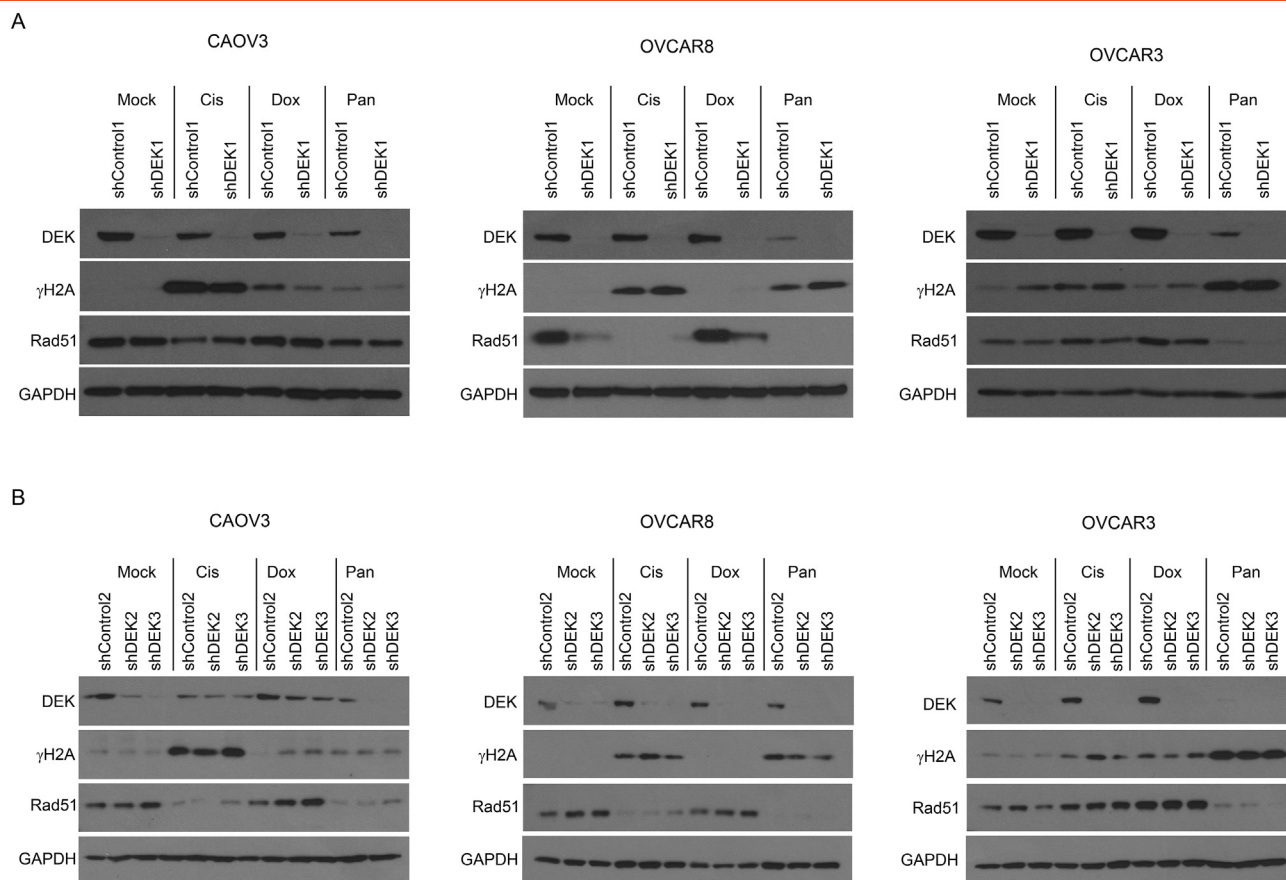 A
CAOV3
OVCAR8
OVCAR3
Mock Cis Dox Pan
Mock Cis Dox Pan
Mock Cis Dox Pan
shControl1 shDEK1 shControl1 shDEK1 shControl1 shDEK1 shControl1 shDEK1
shControl1 shDEK1 shControl1 shDEK1 shControl1 shDEK1 shControl1 shDEK1
shControl1 shDEK1 shControl1 shDEK1 shControl1 shDEK1 shControl1 shDEK1
DEK
γH2A
Rad51
GAPDH
DEK
γH2A
Rad51
GAPDH
DEK
γH2A
Rad51
GAPDH
B
CAOV3
OVCAR8
OVCAR3
Mock Cis Dox Pan
Mock Cis Dox Pan
Mock Cis Dox Pan
shControl2 shDEK2 shDEK3 shControl2 shDEK2 shDEK3 shControl2 shDEK2 shDEK3 shControl2 shDEK2 shDEK3
shControl2 shDEK2 shDEK3 shControl2 shDEK2 shDEK3 shControl2 shDEK2 shDEK3 shControl2 shDEK2 shDEK3
shControl2 shDEK2 shDEK3 shControl2 shDEK2 shDEK3 shControl2 shDEK2 shDEK3 shControl2 shDEK2 shDEK3
DEK
γH2A
Rad51
GAPDH
DEK
γH2A
Rad51
GAPDH
DEK
γH2A
Rad51
GAPDH